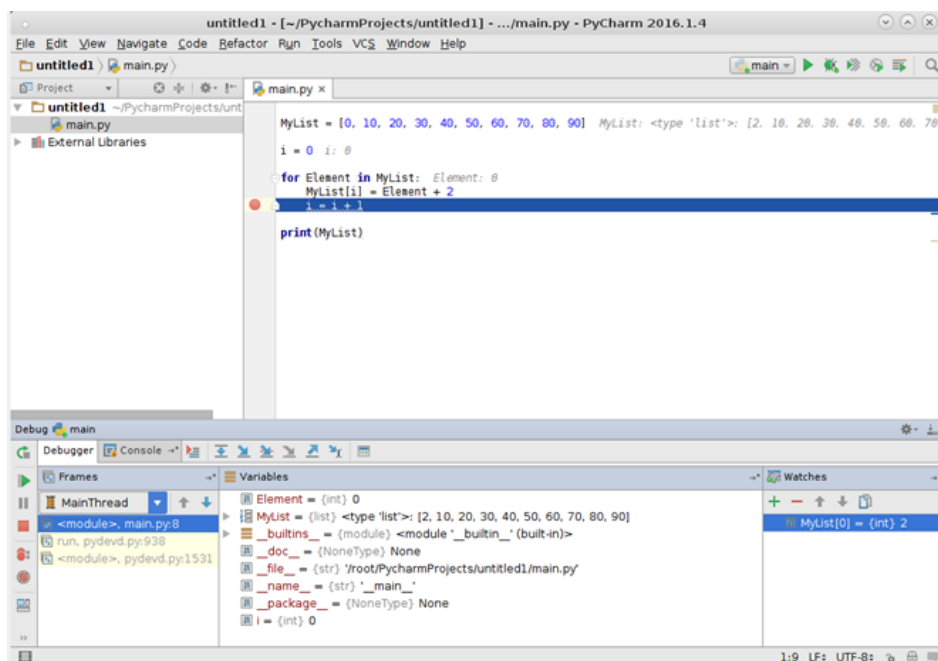 untitled1 - [~/PycharmProjects/untitled1] - .../main.py - PyCharm 2016.1.4
File Edit View Navigate Code Refactor Run Tools VCS Window Help
untitled1 main.py
main
Project
main.py ×
untitled1 ~/PycharmProjects/unt
main.py
External Libraries
MyList = [0, 10, 20, 30, 40, 50, 60, 70, 80, 90] MyList: <type 'list'>: [2, 10, 20, 30, 40, 50, 60, 70
i = 0 i: 0
for Element in MyList: Element: 0
MyList[i] = Element + 2
i = i + 1
print(MyList)
Debug main
Debugger Console
Frames
Variables
Watches
MainThread
<module>, main.py:8
run, pydevd.py:938
<module>, pydevd.py:1531
Element = {int} 0
MyList = {list} <type 'list'>: [2, 10, 20, 30, 40, 50, 60, 70, 80, 90]
__builtins__ = {module} <module '__builtin__' (built-in)>
__doc__ = {NoneType} None
__file__ = {str} '/root/PycharmProjects/untitled1/main.py'
__name__ = {str} '__main__'
__package__ = {NoneType} None
i = {int} 0
MyList[0] = {int} 2
1:9 LF: UTF-8: